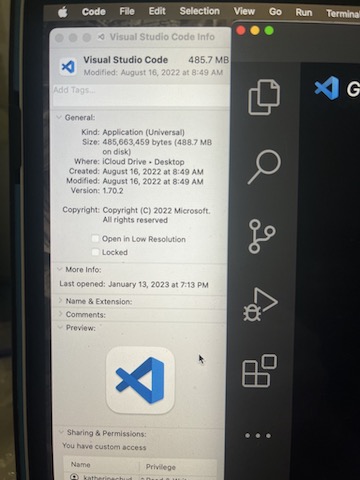 Code File Edit Selection View Go Run Terminal
Visual Studio Code Info
Visual Studio Code 485.7 MB
Modified: August 16, 2022 at 8:49 AM
Add Tags...
General:
Kind: Application (Universal)
Size: 485,663,459 bytes (488.7 MB
on disk)
Where: iCloud Drive ▸ Desktop
Created: August 16, 2022 at 8:49 AM
Modified: August 16, 2022 at 8:49 AM
Version: 1.70.2
Copyright: Copyright (C) 2022 Microsoft.
All rights reserved
Open in Low Resolution
Locked
More Info:
Last opened: January 13, 2023 at 7:13 PM
Name & Extension:
Comments:
Preview:
Sharing & Permissions:
You have custom access
Name Privilege
Read & Write
G